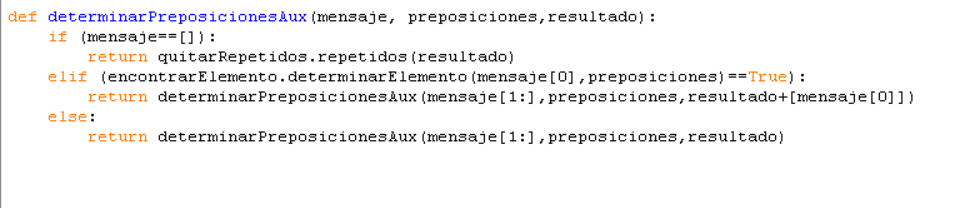 def determinarPreposicionesAux(mensaje, preposiciones,resultado):
    if (mensaje==[]):
        return quitarRepetidos.repetidos(resultado)
    elif (encontrarElemento.determinarElemento(mensaje[0],preposiciones)==True):
        return determinarPreposicionesAux(mensaje[1:],preposiciones,resultado+[mensaje[0]])
    else:
        return determinarPreposicionesAux(mensaje[1:],preposiciones,resultado)